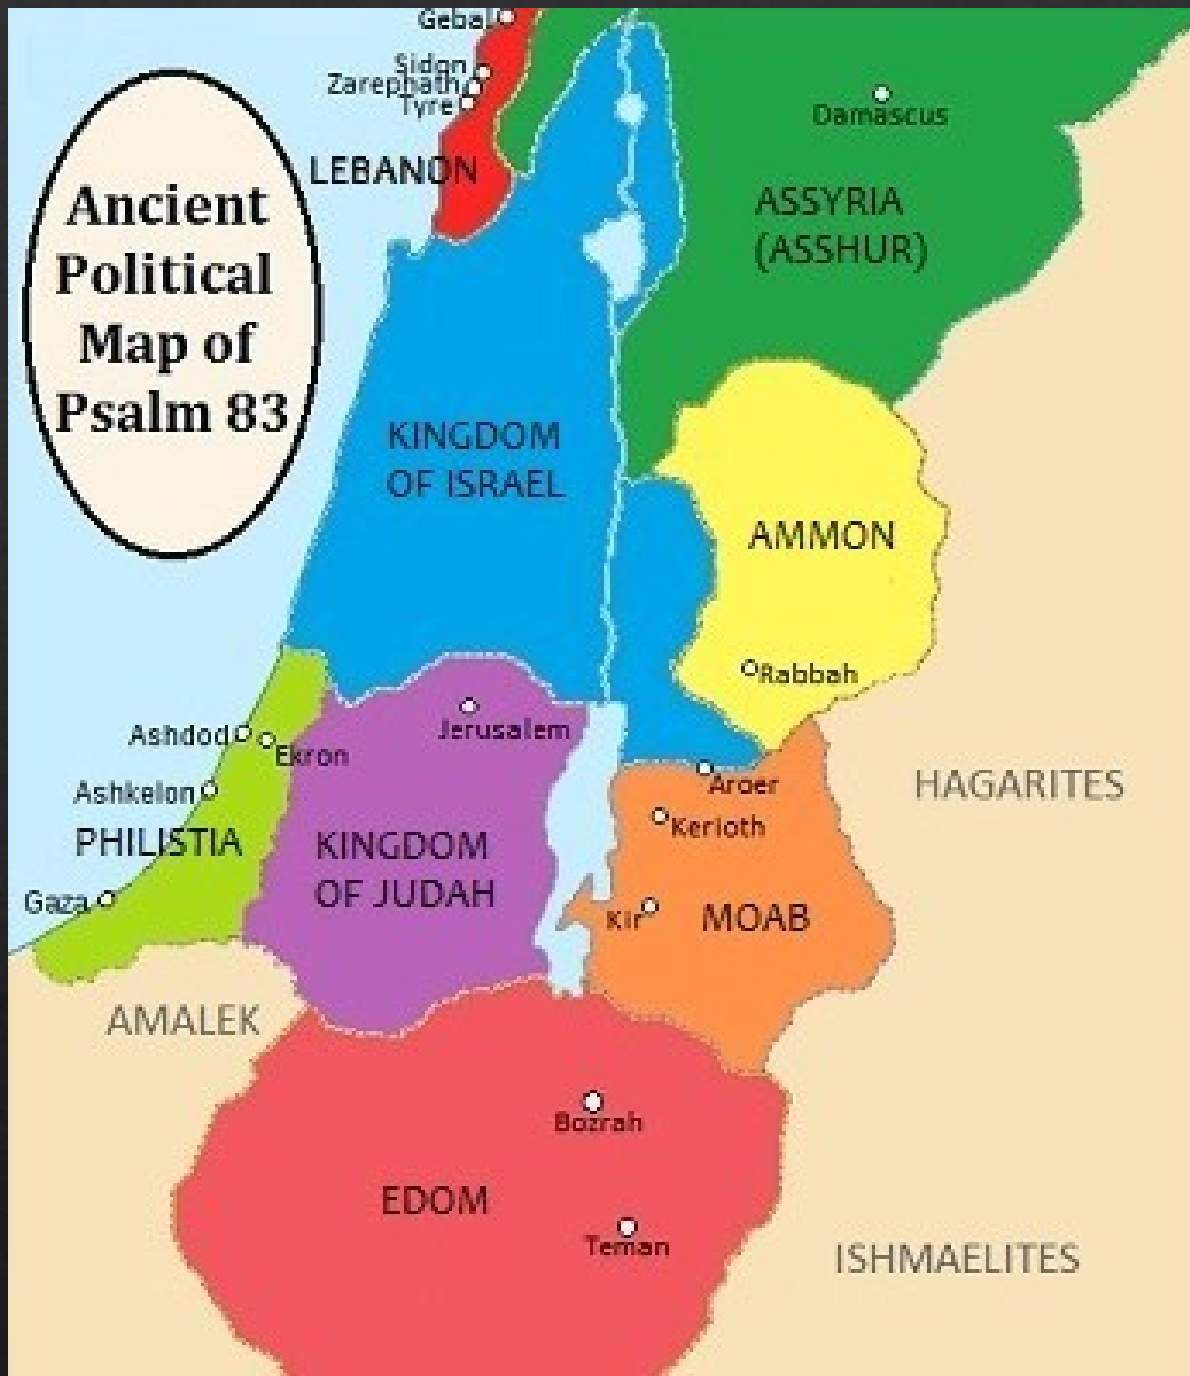 Gebal
Sidon
Zarephath
Tyre
LEBANON
Damascus
ASSYRIA
(ASSHUR)
Ancient
Political
Map of
Psalm 83
KINGDOM
OF ISRAEL
AMMON
Rabbah
Jerusalem
Ashdod
Ekron
Ashkelon
PHILISTIA
Gaza
KINGDOM
OF JUDAH
Aroer
Kerioth
Kir
MOAB
HAGARITES
AMALEK
Bozrah
EDOM
Teman
ISHMAELITES